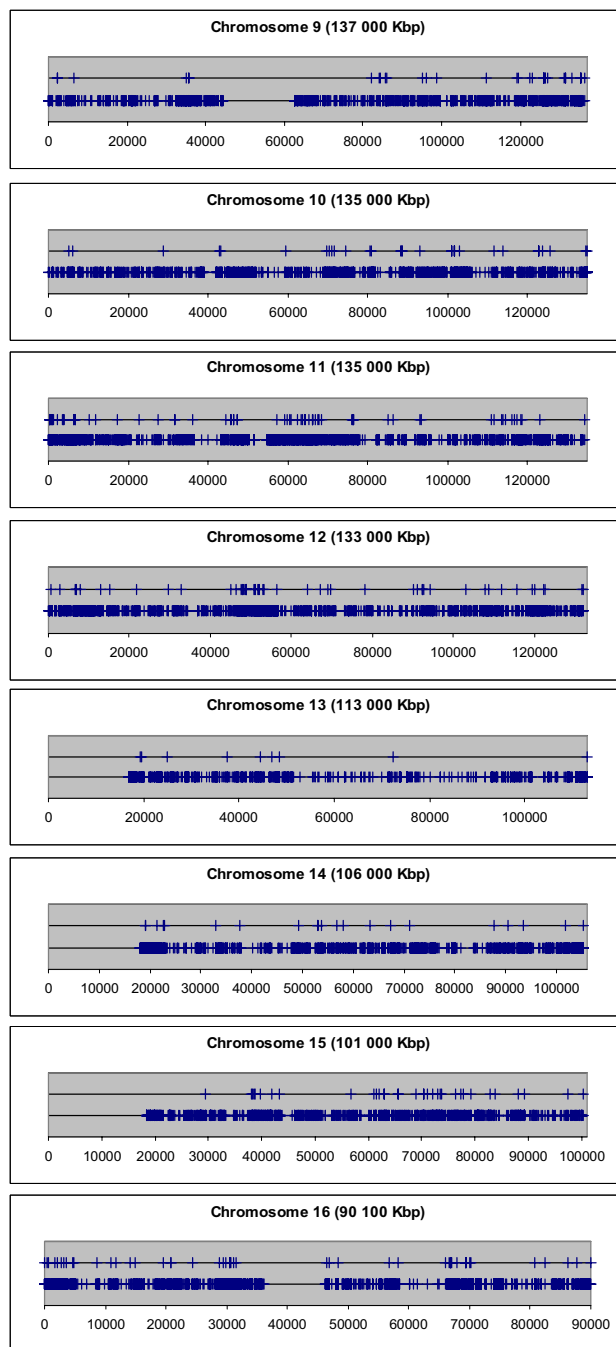 Chromosome 9 (137 000 Kbp)
0 20000 40000 60000 80000 100000 120000
Chromosome 10 (135 000 Kbp)
0 20000 40000 60000 80000 100000 120000
Chromosome 11 (135 000 Kbp)
0 20000 40000 60000 80000 100000 120000
Chromosome 12 (133 000 Kbp)
0 20000 40000 60000 80000 100000 120000
Chromosome 13 (113 000 Kbp)
0 20000 40000 60000 80000 100000
Chromosome 14 (106 000 Kbp)
0 10000 20000 30000 40000 50000 60000 70000 80000 90000 100000
Chromosome 15 (101 000 Kbp)
0 10000 20000 30000 40000 50000 60000 70000 80000 90000 100000
Chromosome 16 (90 100 Kbp)
0 10000 20000 30000 40000 50000 60000 70000 80000 90000